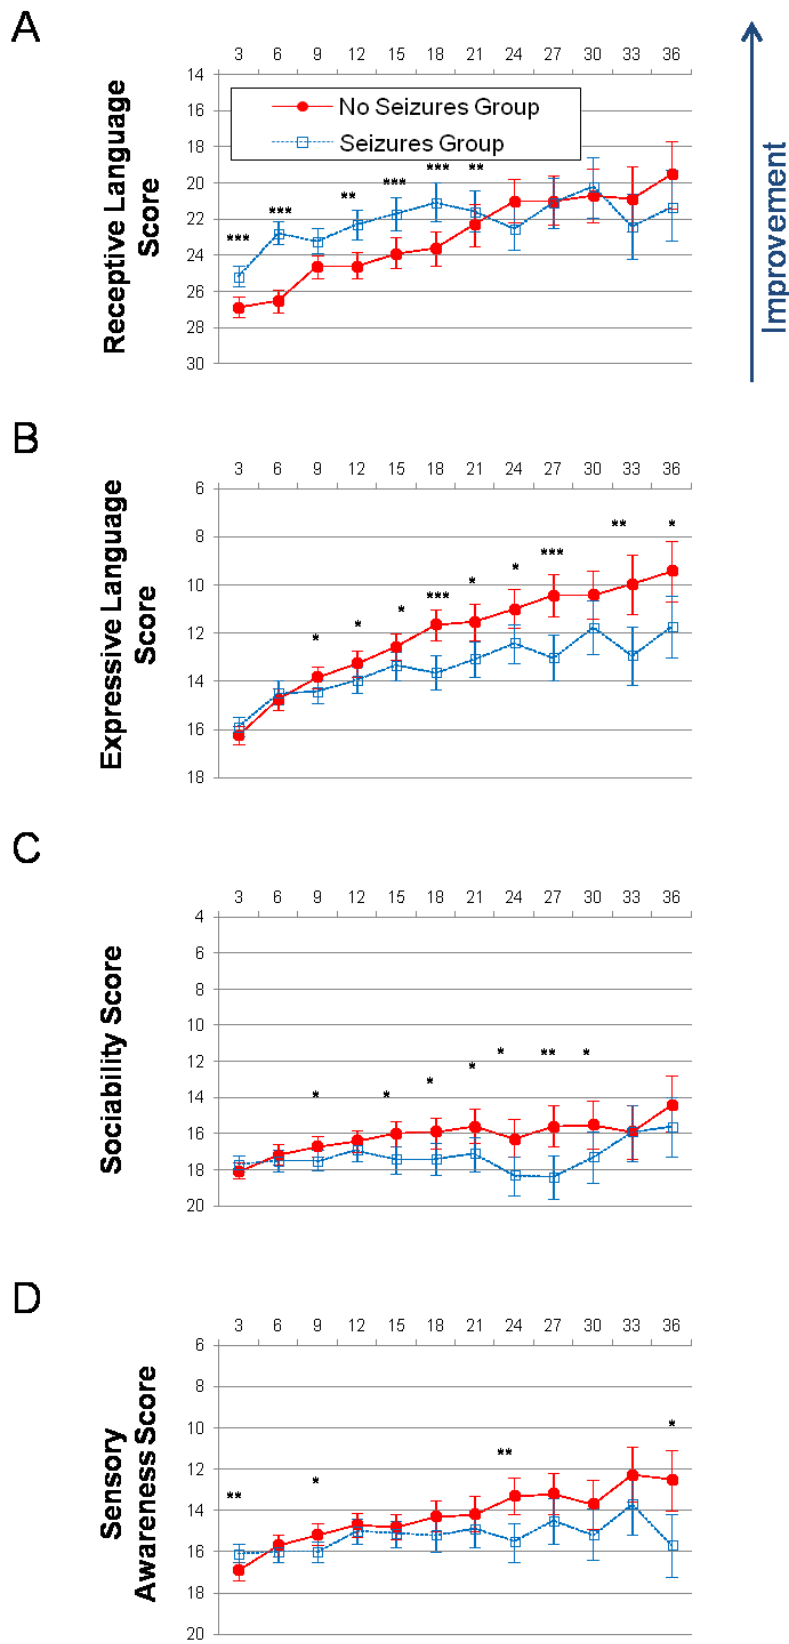 A
3 6 9 12 15 18 21 24 27 30 33 36
14
16
18
20
22
24
26
28
30
Receptive Language
Score
No Seizures Group
Seizures Group
*** *** ** *** *** **
Improvement
B
3 6 9 12 15 18 21 24 27 30 33 36
6
8
10
12
14
16
18
Expressive Language
Score
* * * *** * * *** ** *
C
3 6 9 12 15 18 21 24 27 30 33 36
4
6
8
10
12
14
16
18
20
Sociability Score
* * * * * ** *
D
3 6 9 12 15 18 21 24 27 30 33 36
6
8
10
12
14
16
18
20
Sensory
Awareness Score
** * ** *